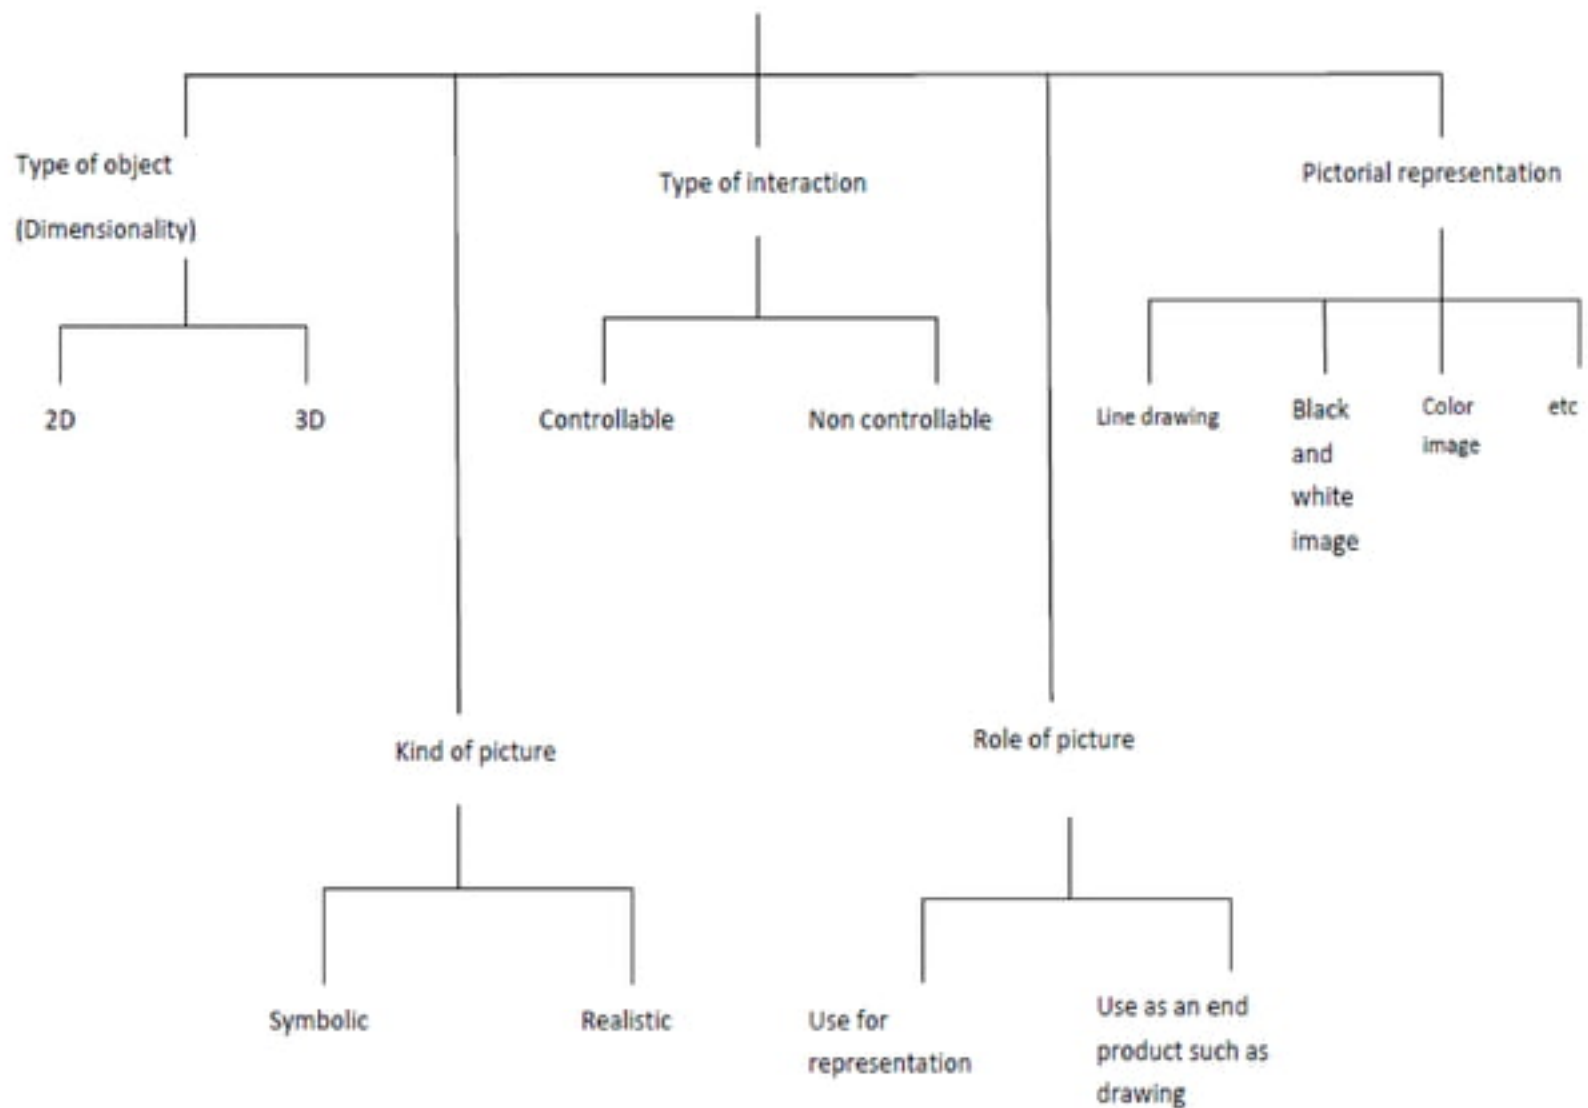 Type of object
(Dimensionality)
2D
3D
Type of interaction
Controllable
Non controllable
Pictorial representation
Line drawing
Black
and
white
image
Color
image
etc
Kind of picture
Symbolic
Realistic
Role of picture
Use for
representation
Use as an end
product such as
drawing